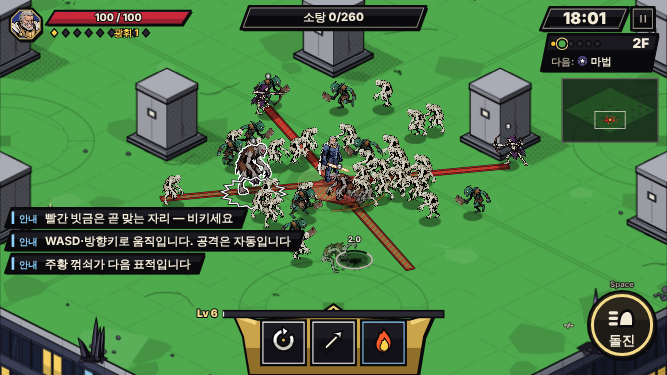 100 / 100
광휘 1
소탕 0/260
18:01
2F
다음: 마법
안내 빨간 빗금은 곧 맞는 자리 — 비키세요
안내 WASD·방향키로 움직입니다. 공격은 자동입니다
안내 주황 꺾쇠가 다음 표적입니다
2.0
Lv 6
Space
돌진